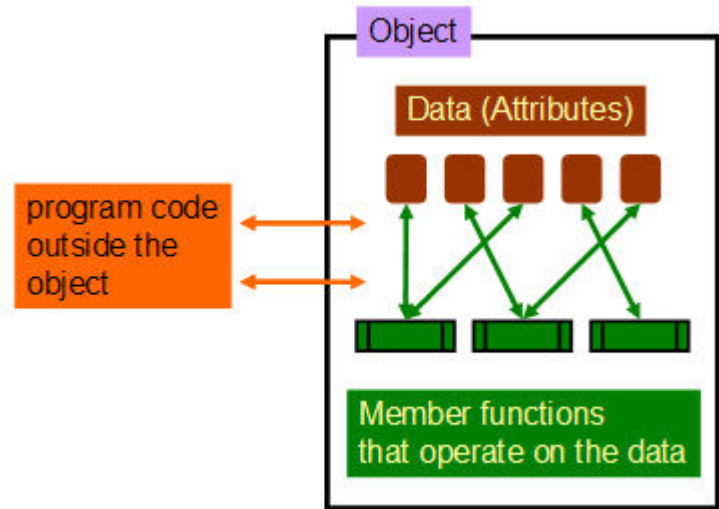 Object
Data (Attributes)
program code
outside the
object
Member functions
that operate on the data